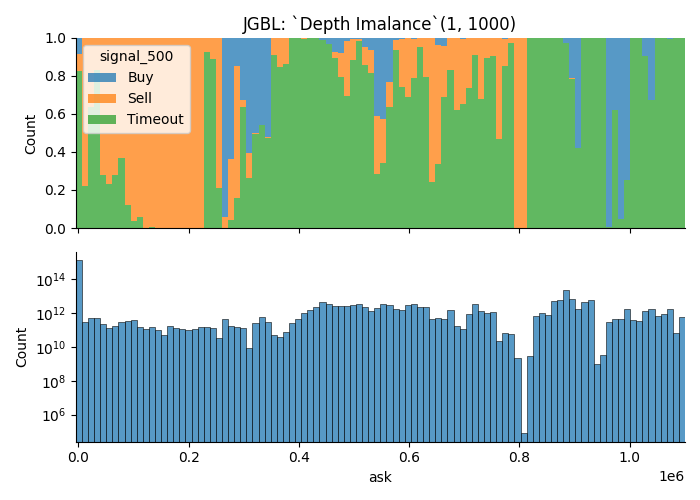 JGBL: `Depth Imalance`(1, 1000)
Count
1.0
0.8
0.6
0.4
0.2
0.0
signal_500
Buy
Sell
Timeout
Count
10^14
10^12
10^10
10^8
10^6
0.0 0.2 0.4 0.6 0.8 1.0
1e6
ask